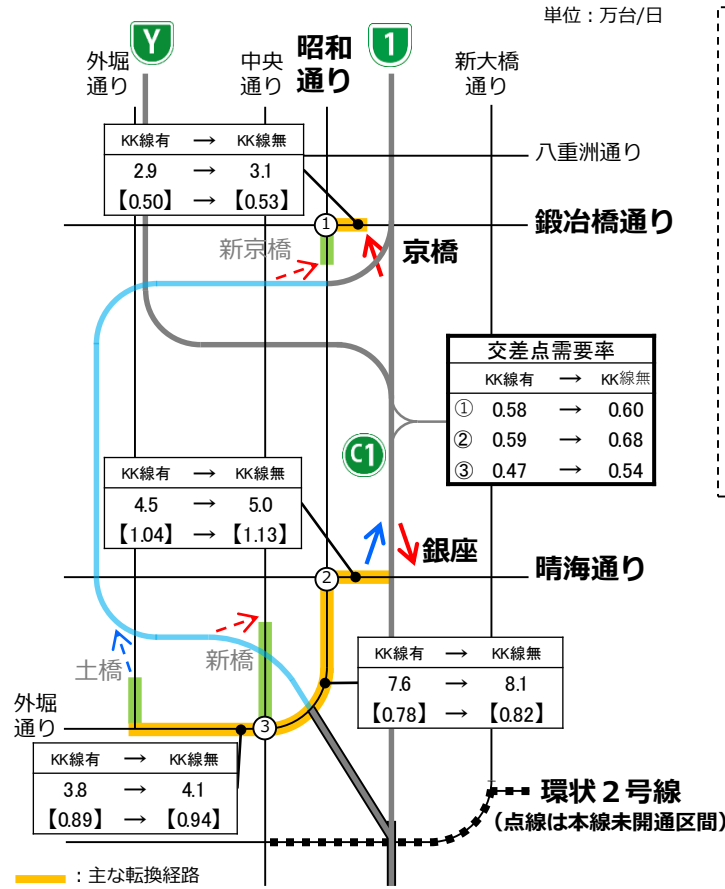 単位：万台/日
Y
1
外堀
通り
中央
通り
昭和
通り
新大橋
通り
KK線有 → KK線無
2.9 → 3.1
【0.50】 → 【0.53】
八重洲通り
①
鍛冶橋通り
新京橋
京橋
交差点需要率
KK線有 → KK線無
① 0.58 → 0.60
② 0.59 → 0.68
③ 0.47 → 0.54
C1
KK線有 → KK線無
4.5 → 5.0
【1.04】 → 【1.13】
銀座
②
晴海通り
土橋
新橋
KK線有 → KK線無
7.6 → 8.1
【0.78】 → 【0.82】
外堀
通り
③
KK線有 → KK線無
3.8 → 4.1
【0.89】 → 【0.94】
環状２号線
（点線は本線未開通区間）
：主な転換経路